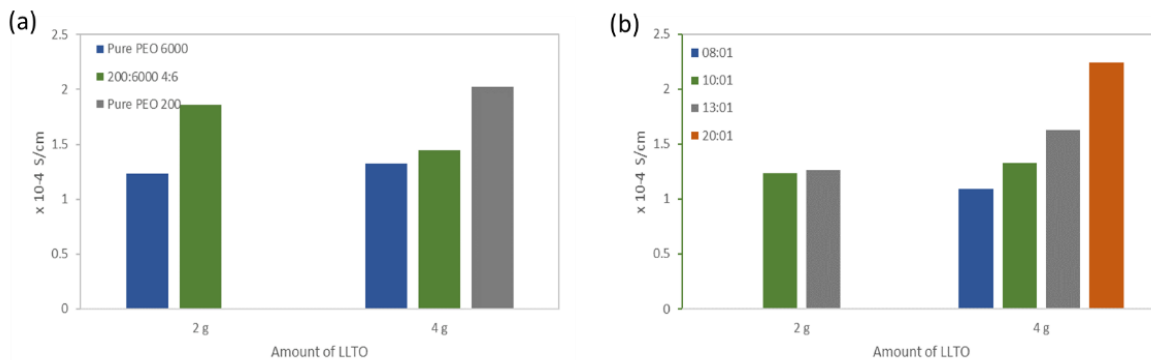 (a)
2.5
2
1.5
1
0.5
0
x 10-4 S/cm
Pure PEO 6000
200:6000 4:6
Pure PEO 200
2 g
4 g
Amount of LLTO
(b)
2.5
2
1.5
1
0.5
0
x 10-4 S/cm
08:01
10:01
13:01
20:01
2 g
4 g
Amount of LLTO